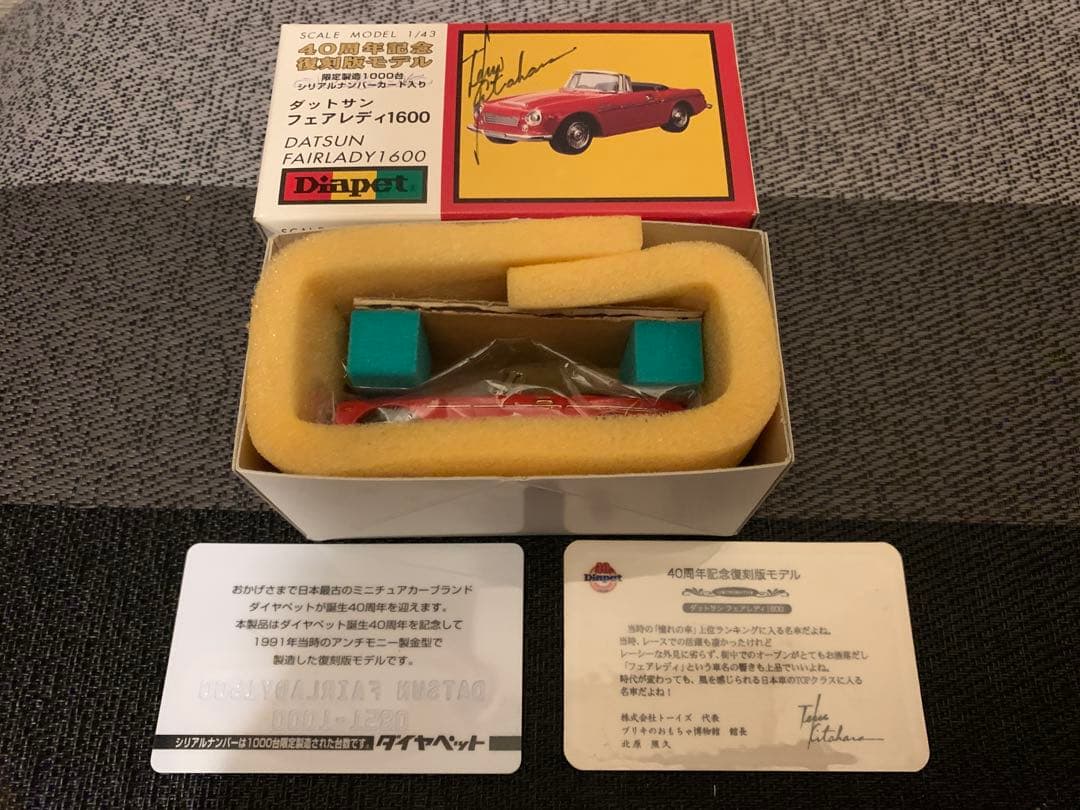 SCALE MODEL 1/43
40周年記念
復刻版モデル
限定製造1000台
シリアルナンバーカード入り
ダットサン
フェアレディ1600
DATSUN
FAIRLADY1600
Diapet
Teruhisa Kitahara
おかげさまで日本最古のミニチュアカーブランド
ダイヤペットが誕生40周年を迎えます。
本製品はダイヤペット誕生40周年を記念して
1991年当時のアンチモニー製金型で
製造した復刻版モデルです。
DATSUN FAIRLADY1600
0851-1000
シリアルナンバーは1000台限定製造された台数です。
ダイヤペット
Diapet
40周年記念復刻版モデル
ダットサン フェアレディ1600
当時の「憧れの車」上位ランキングに入る名車だよね。
当時、レースでの活躍も凄かったけれど
レーシーな外見に劣らず、街中でのオープンがとてもお洒落だし
「フェアレディ」という車名の響きも上品でいいよね。
時代が変わっても、風を感じられる日本車のTOPクラスに入る
名車だよね！
株式会社トーイズ 代表
ブリキのおもちゃ博物館 館長
北原 照久